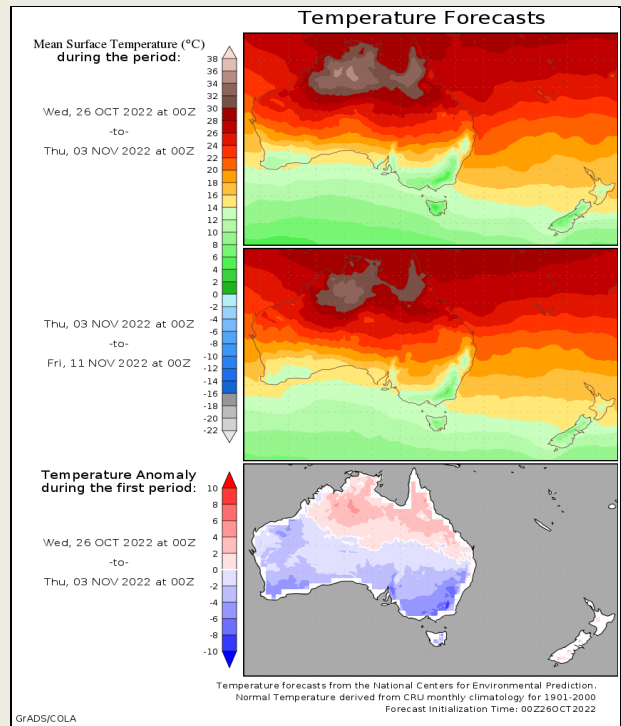 Temperature Forecasts
Mean Surface Temperature (°C)
during the period:
Wed, 26 OCT 2022 at 00Z
-to-
Thu, 03 NOV 2022 at 00Z
38
36
34
32
30
28
26
24
22
20
18
16
14
12
10
8
6
4
2
0
-2
-4
-6
-8
-10
-12
-14
-16
-18
-20
-22
Thu, 03 NOV 2022 at 00Z
-to-
Fri, 11 NOV 2022 at 00Z
Temperature Anomaly
during the first period:
Wed, 26 OCT 2022 at 00Z
-to-
Thu, 03 NOV 2022 at 00Z
10
8
6
4
2
0
-2
-4
-6
-8
-10
Temperature forecasts from the National Centers for Environmental Prediction.
Normal Temperature derived from CRU monthly climatology for 1901-2000
Forecast Initialization Time: 00Z26OCT2022
GrADS/COLA